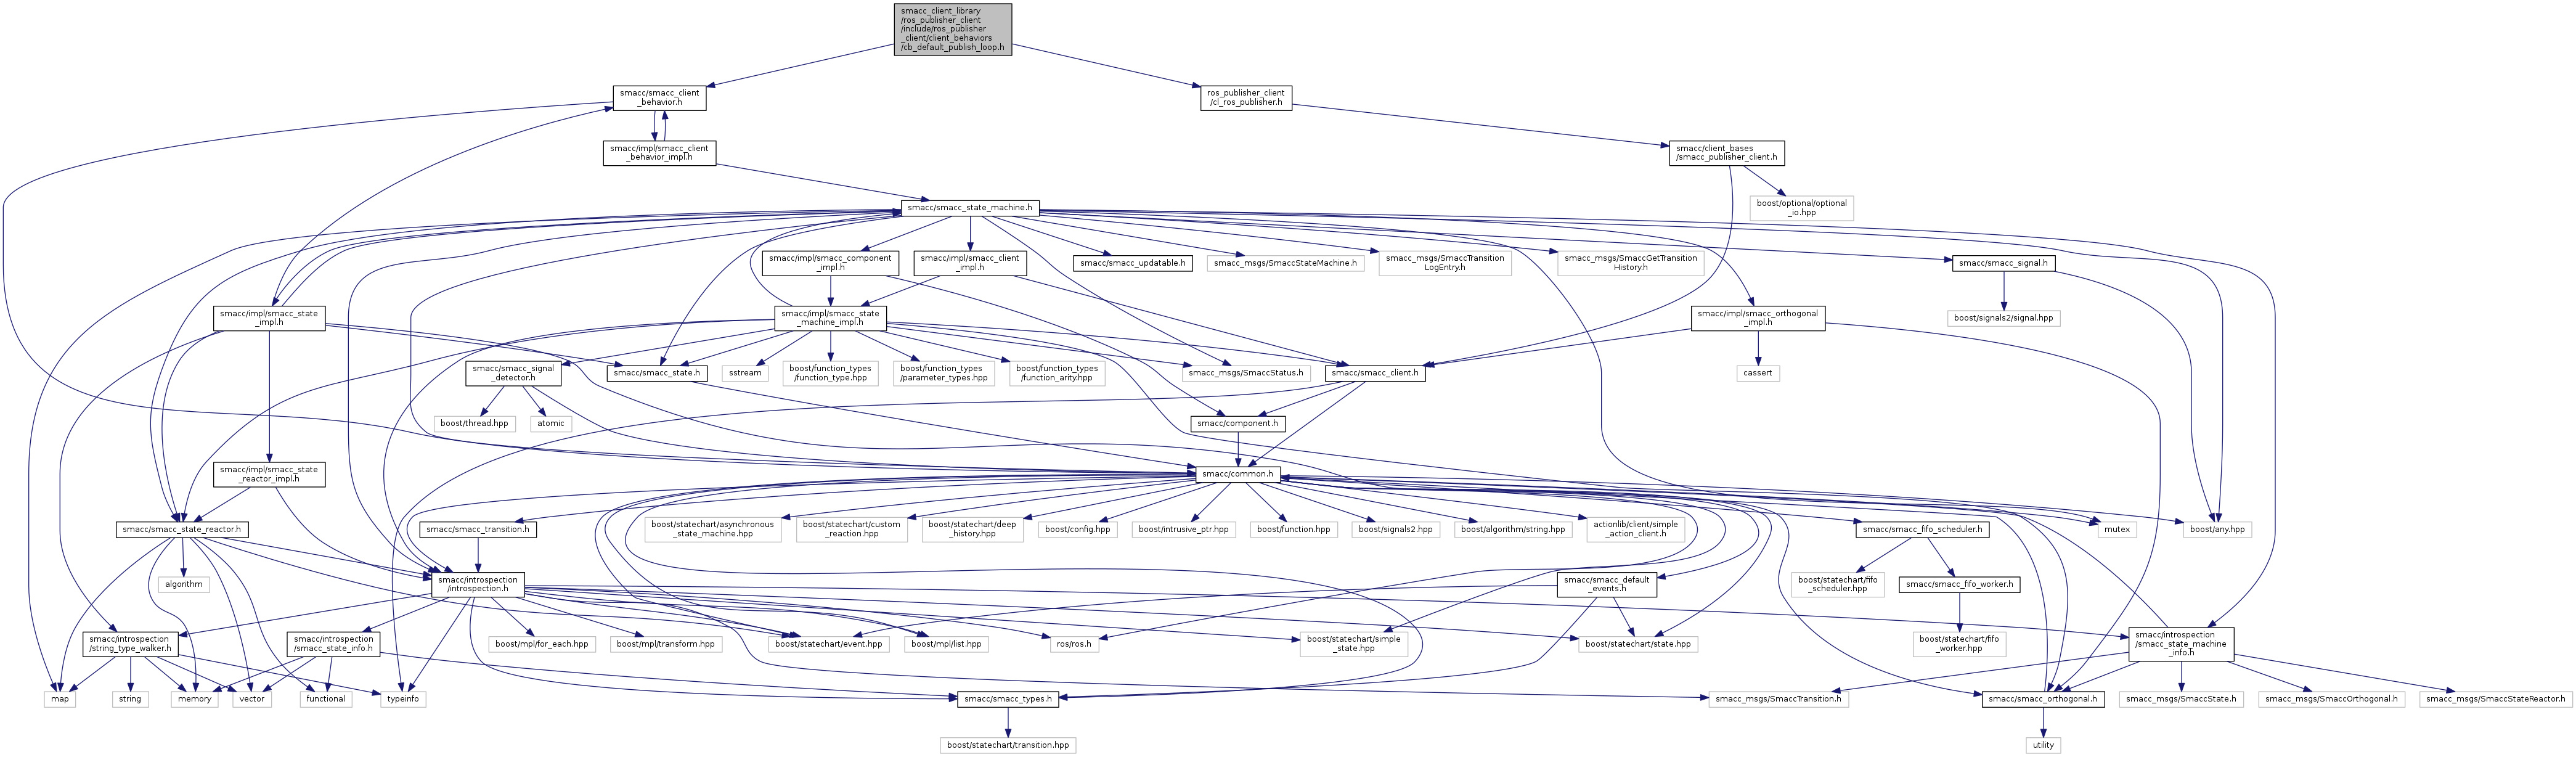 smacc_client_library
/ros_publisher_client
/include/ros_publisher
_client/client_behaviors
/cb_default_publish_loop.h
smacc/smacc_client
_behavior.h
ros_publisher_client
/cl_ros_publisher.h
smacc/impl/smacc_client
_behavior_impl.h
smacc/client_bases
/smacc_publisher_client.h
smacc/smacc_state_machine.h
boost/optional/optional
_io.hpp
smacc/impl/smacc_component
_impl.h
smacc/impl/smacc_client
_impl.h
smacc/smacc_updatable.h
smacc_msgs/SmaccStateMachine.h
smacc_msgs/SmaccTransition
LogEntry.h
smacc_msgs/SmaccGetTransition
History.h
smacc/smacc_signal.h
smacc/impl/smacc_state
_impl.h
smacc/impl/smacc_state
_machine_impl.h
smacc/impl/smacc_orthogonal
_impl.h
boost/signals2/signal.hpp
smacc/smacc_signal
_detector.h
smacc/smacc_state.h
sstream
boost/function_types
/function_type.hpp
boost/function_types
/parameter_types.hpp
boost/function_types
/function_arity.hpp
smacc_msgs/SmaccStatus.h
smacc/smacc_client.h
cassert
boost/thread.hpp
atomic
smacc/component.h
smacc/impl/smacc_state
_reactor_impl.h
smacc/common.h
smacc/smacc_state_reactor.h
smacc/smacc_transition.h
boost/statechart/asynchronous
_state_machine.hpp
boost/statechart/custom
_reaction.hpp
boost/statechart/deep
_history.hpp
boost/config.hpp
boost/intrusive_ptr.hpp
boost/function.hpp
boost/signals2.hpp
boost/algorithm/string.hpp
actionlib/client/simple
_action_client.h
smacc/smacc_fifo_scheduler.h
mutex
boost/any.hpp
algorithm
smacc/introspection
/introspection.h
smacc/smacc_default
_events.h
boost/statechart/fifo
_scheduler.hpp
smacc/smacc_fifo_worker.h
smacc/introspection
/string_type_walker.h
smacc/introspection
/smacc_state_info.h
boost/mpl/for_each.hpp
boost/mpl/transform.hpp
boost/statechart/event.hpp
boost/mpl/list.hpp
ros/ros.h
boost/statechart/simple
_state.hpp
boost/statechart/state.hpp
boost/statechart/fifo
_worker.hpp
smacc/introspection
/smacc_state_machine
_info.h
map
string
memory
vector
functional
typeinfo
smacc/smacc_types.h
smacc_msgs/SmaccTransition.h
smacc/smacc_orthogonal.h
smacc_msgs/SmaccState.h
smacc_msgs/SmaccOrthogonal.h
smacc_msgs/SmaccStateReactor.h
boost/statechart/transition.hpp
utility